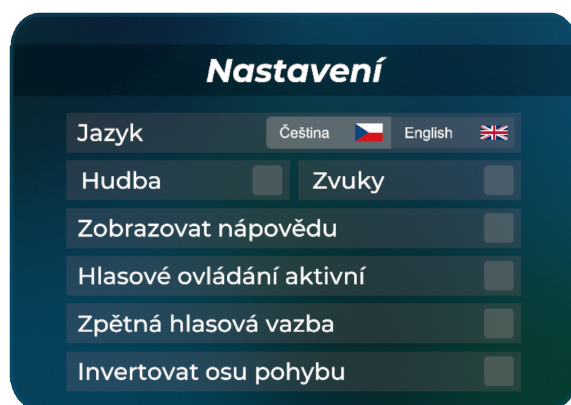 Nastavení
Jazyk Čeština English
Hudba Zvuky
Zobrazovat nápovědu
Hlasové ovládání aktivní
Zpětná hlasová vazba
Invertovat osu pohybu